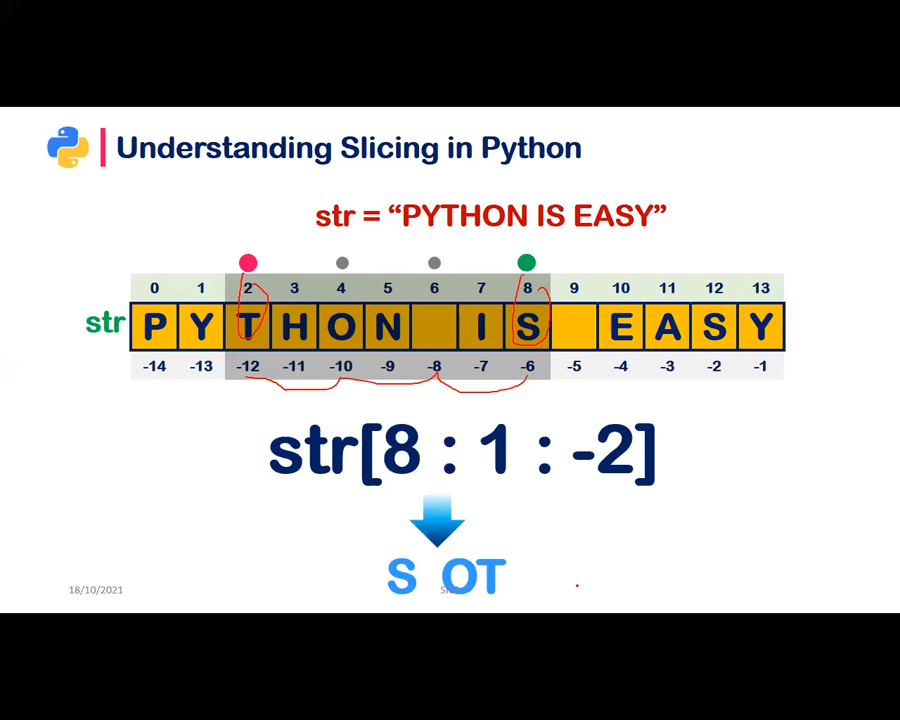 Understanding Slicing in Python
str = “PYTHON IS EASY”
0 1 2 3 4 5 6 7 8 9 10 11 12 13
str P Y T H O N I S E A S Y
-14 -13 -12 -11 -10 -9 -8 -7 -6 -5 -4 -3 -2 -1
str[8 : 1 : -2]
S OT
18/10/2021